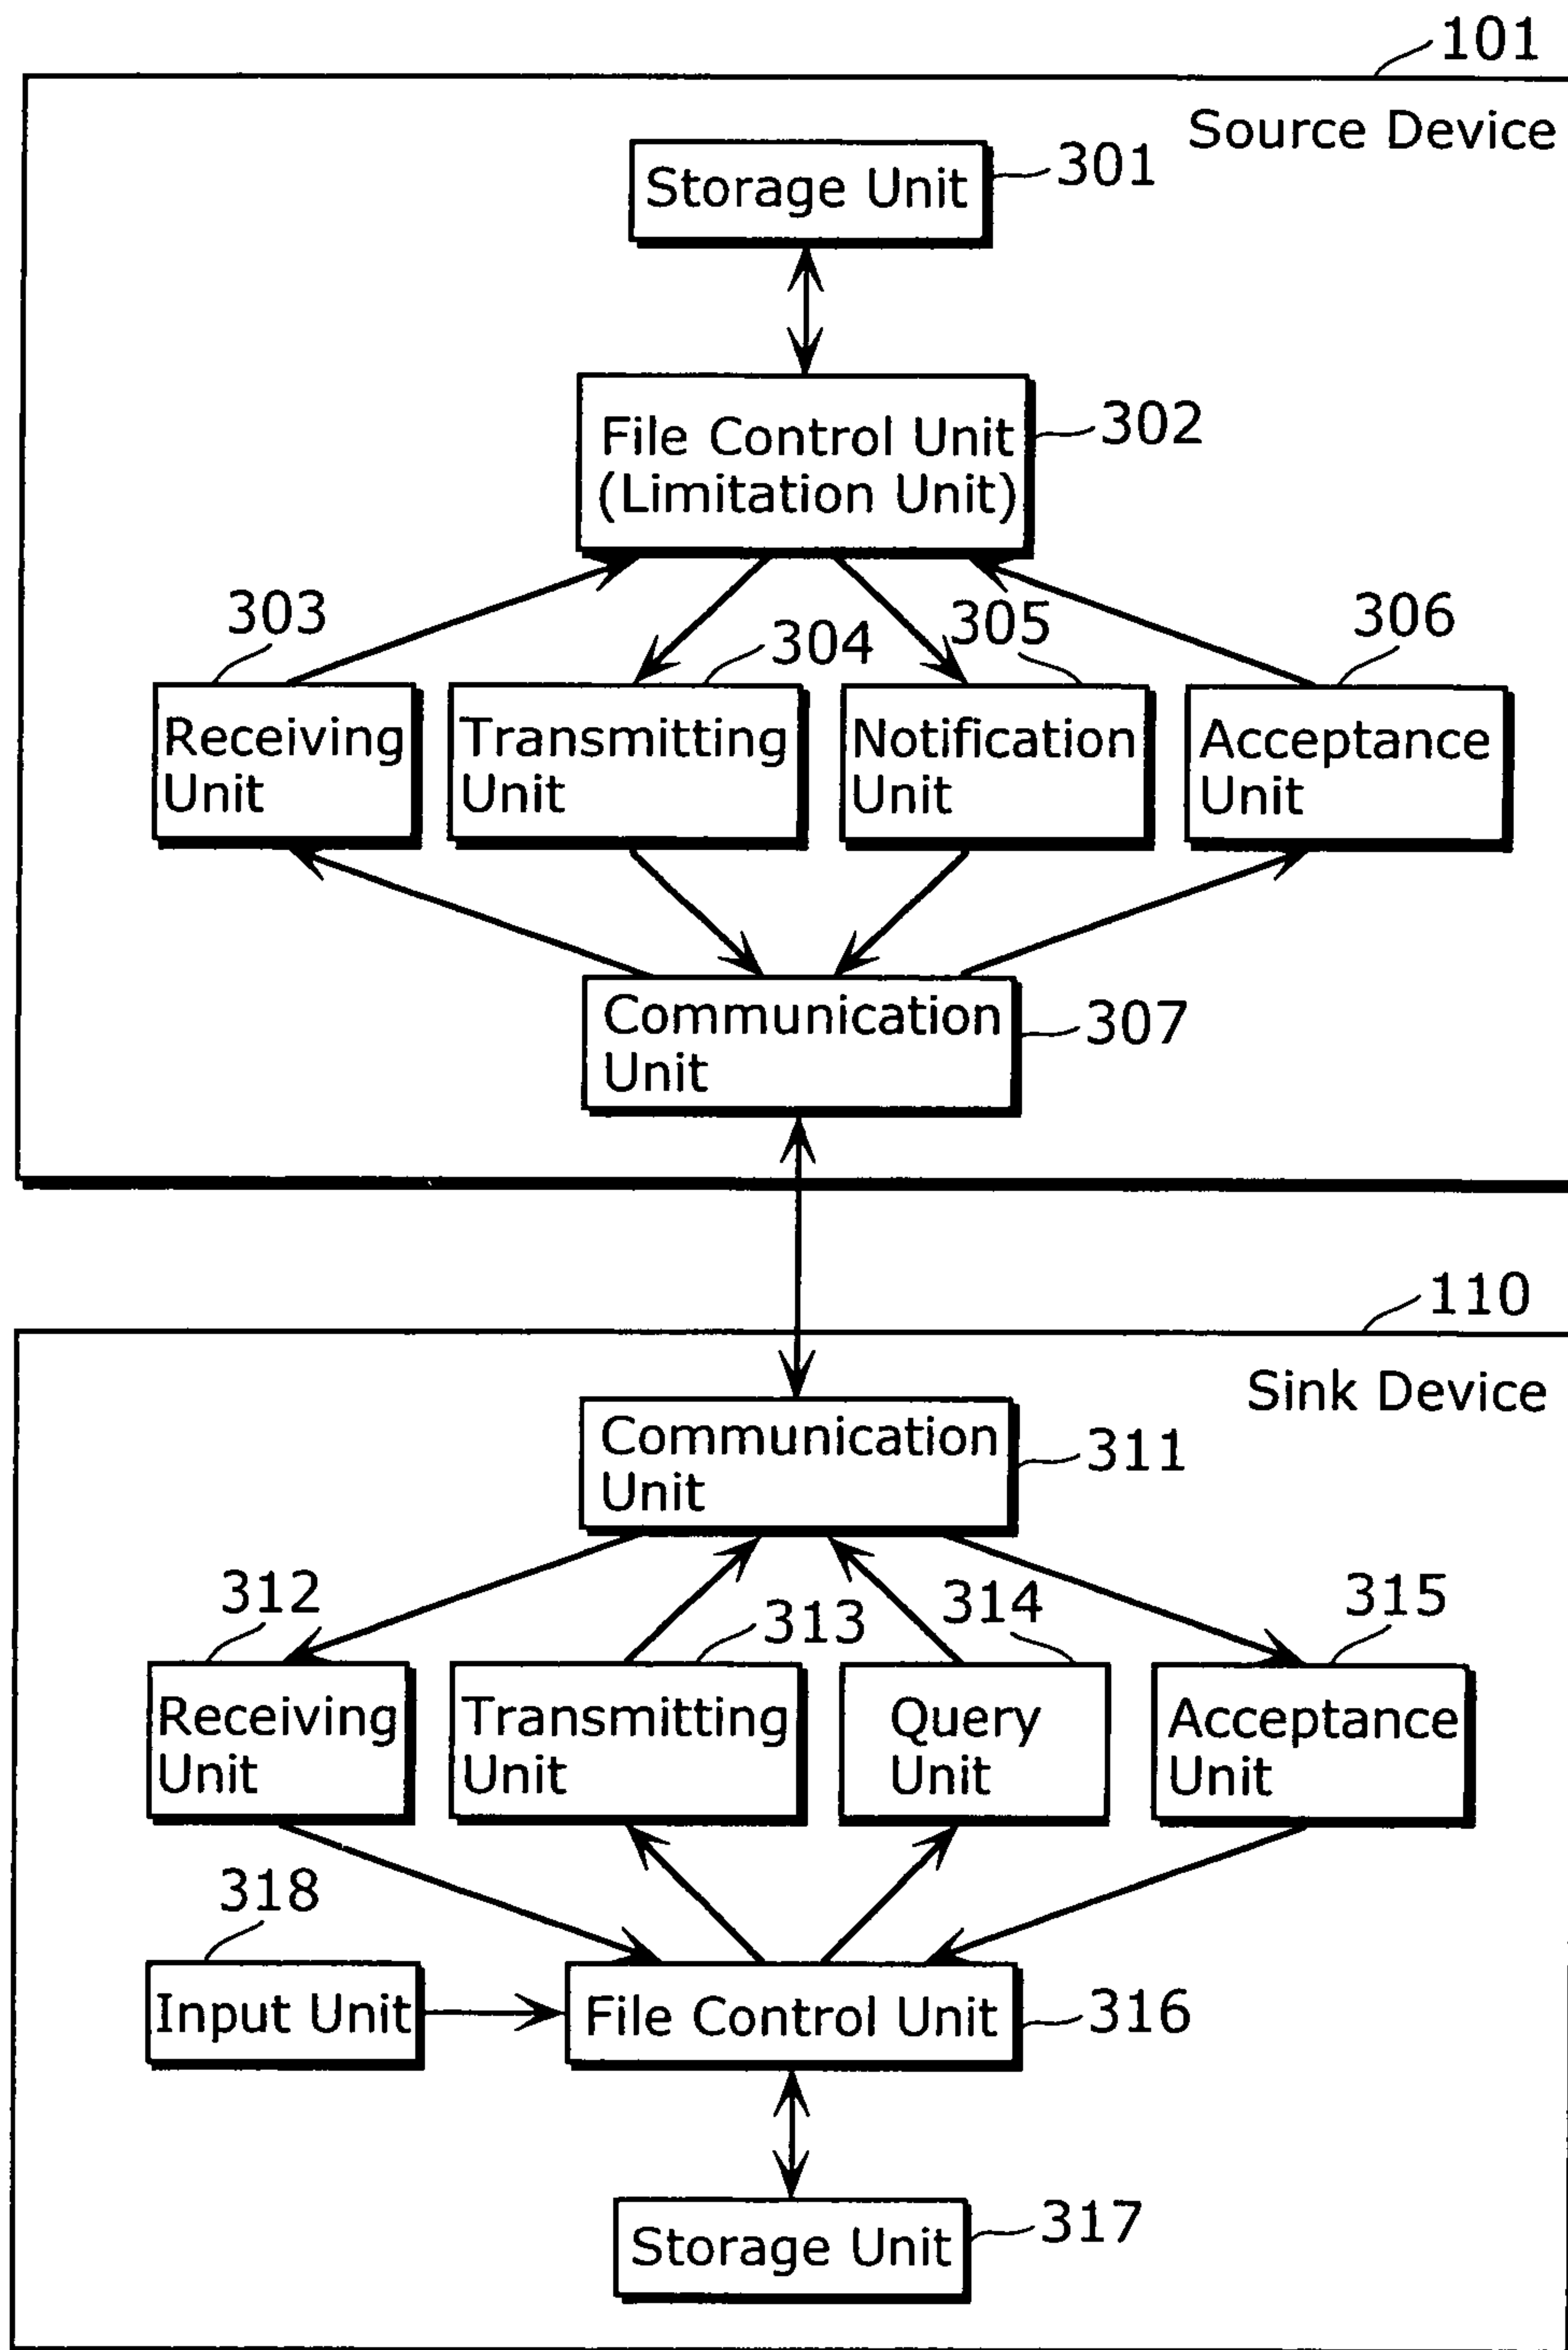 101
Source Device
Storage Unit
301
File Control Unit
(Limitation Unit)
302
303
304
305
306
Receiving
Unit
Transmitting
Unit
Notification
Unit
Acceptance
Unit
Communication
Unit
307
110
Sink Device
Communication
Unit
311
312
313
314
315
Receiving
Unit
Transmitting
Unit
Query
Unit
Acceptance
Unit
318
Input Unit
File Control Unit
316
Storage Unit
317